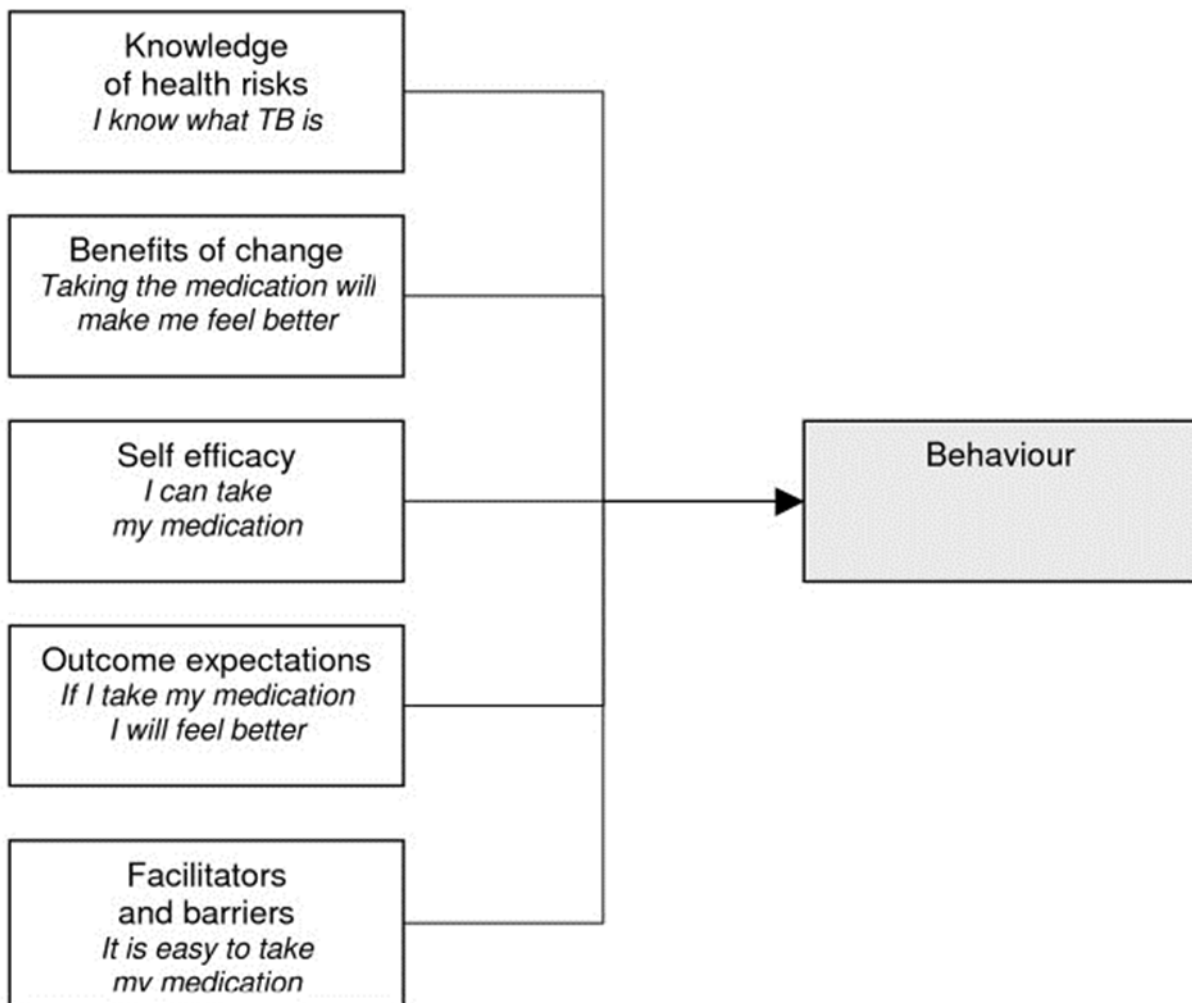 Knowledge
of health risks
I know what TB is
Benefits of change
Taking the medication will
make me feel better
Self efficacy
I can take
my medication
Behaviour
Outcome expectations
If I take my medication
I will feel better
Facilitators
and barriers
It is easy to take
my medication